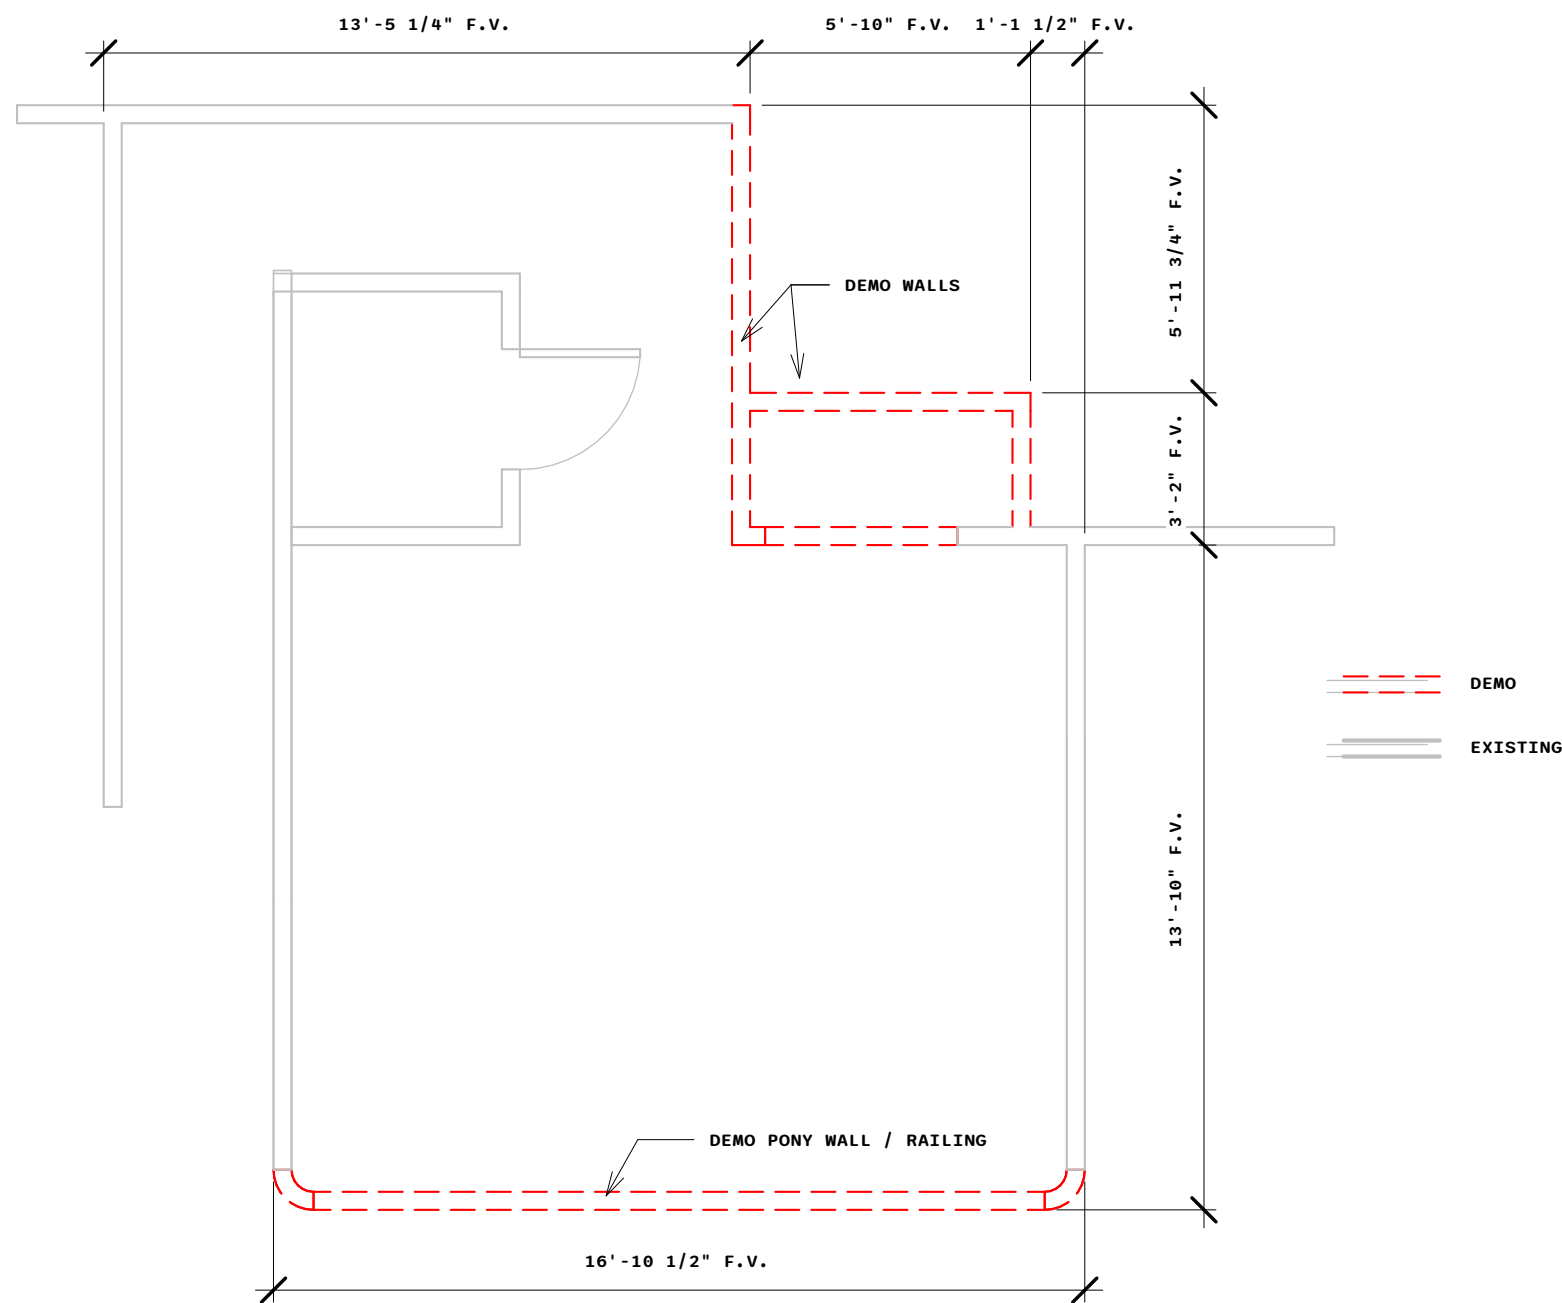 13'-5 1/4" F.V.
5'-10" F.V.
1'-1 1/2" F.V.
5'-11 3/4" F.V.
DEMO WALLS
3'-2" F.V.
DEMO
EXISTING
13'-10" F.V.
DEMO PONY WALL / RAILING
16'-10 1/2" F.V.